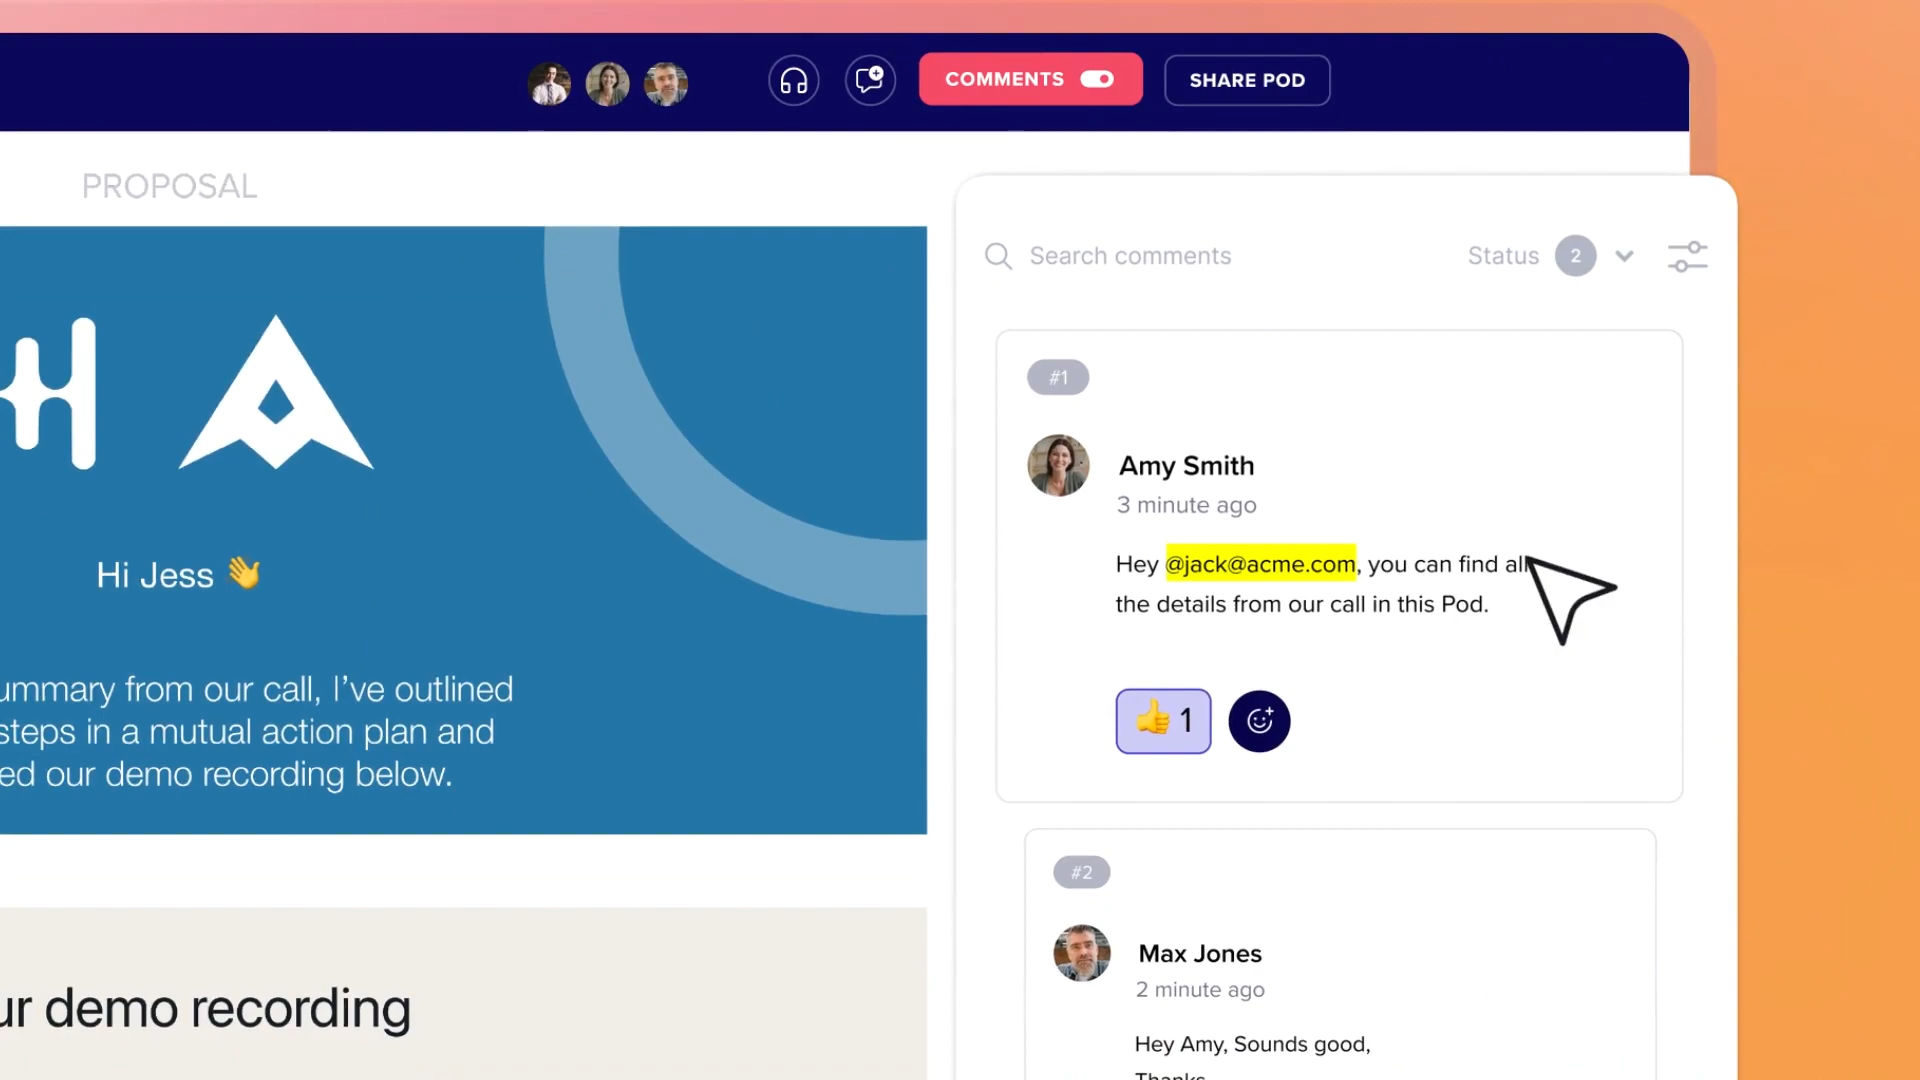 COMMENTS
SHARE POD
PROPOSAL
Hi Jess 👋
ummary from our call, I've outlined
steps in a mutual action plan and
ed our demo recording below.
ur demo recording
Search comments
Status 2
#1
Amy Smith
3 minute ago
Hey @jack@acme.com, you can find all
the details from our call in this Pod.
👍 1
#2
Max Jones
2 minute ago
Hey Amy, Sounds good,
Thanks